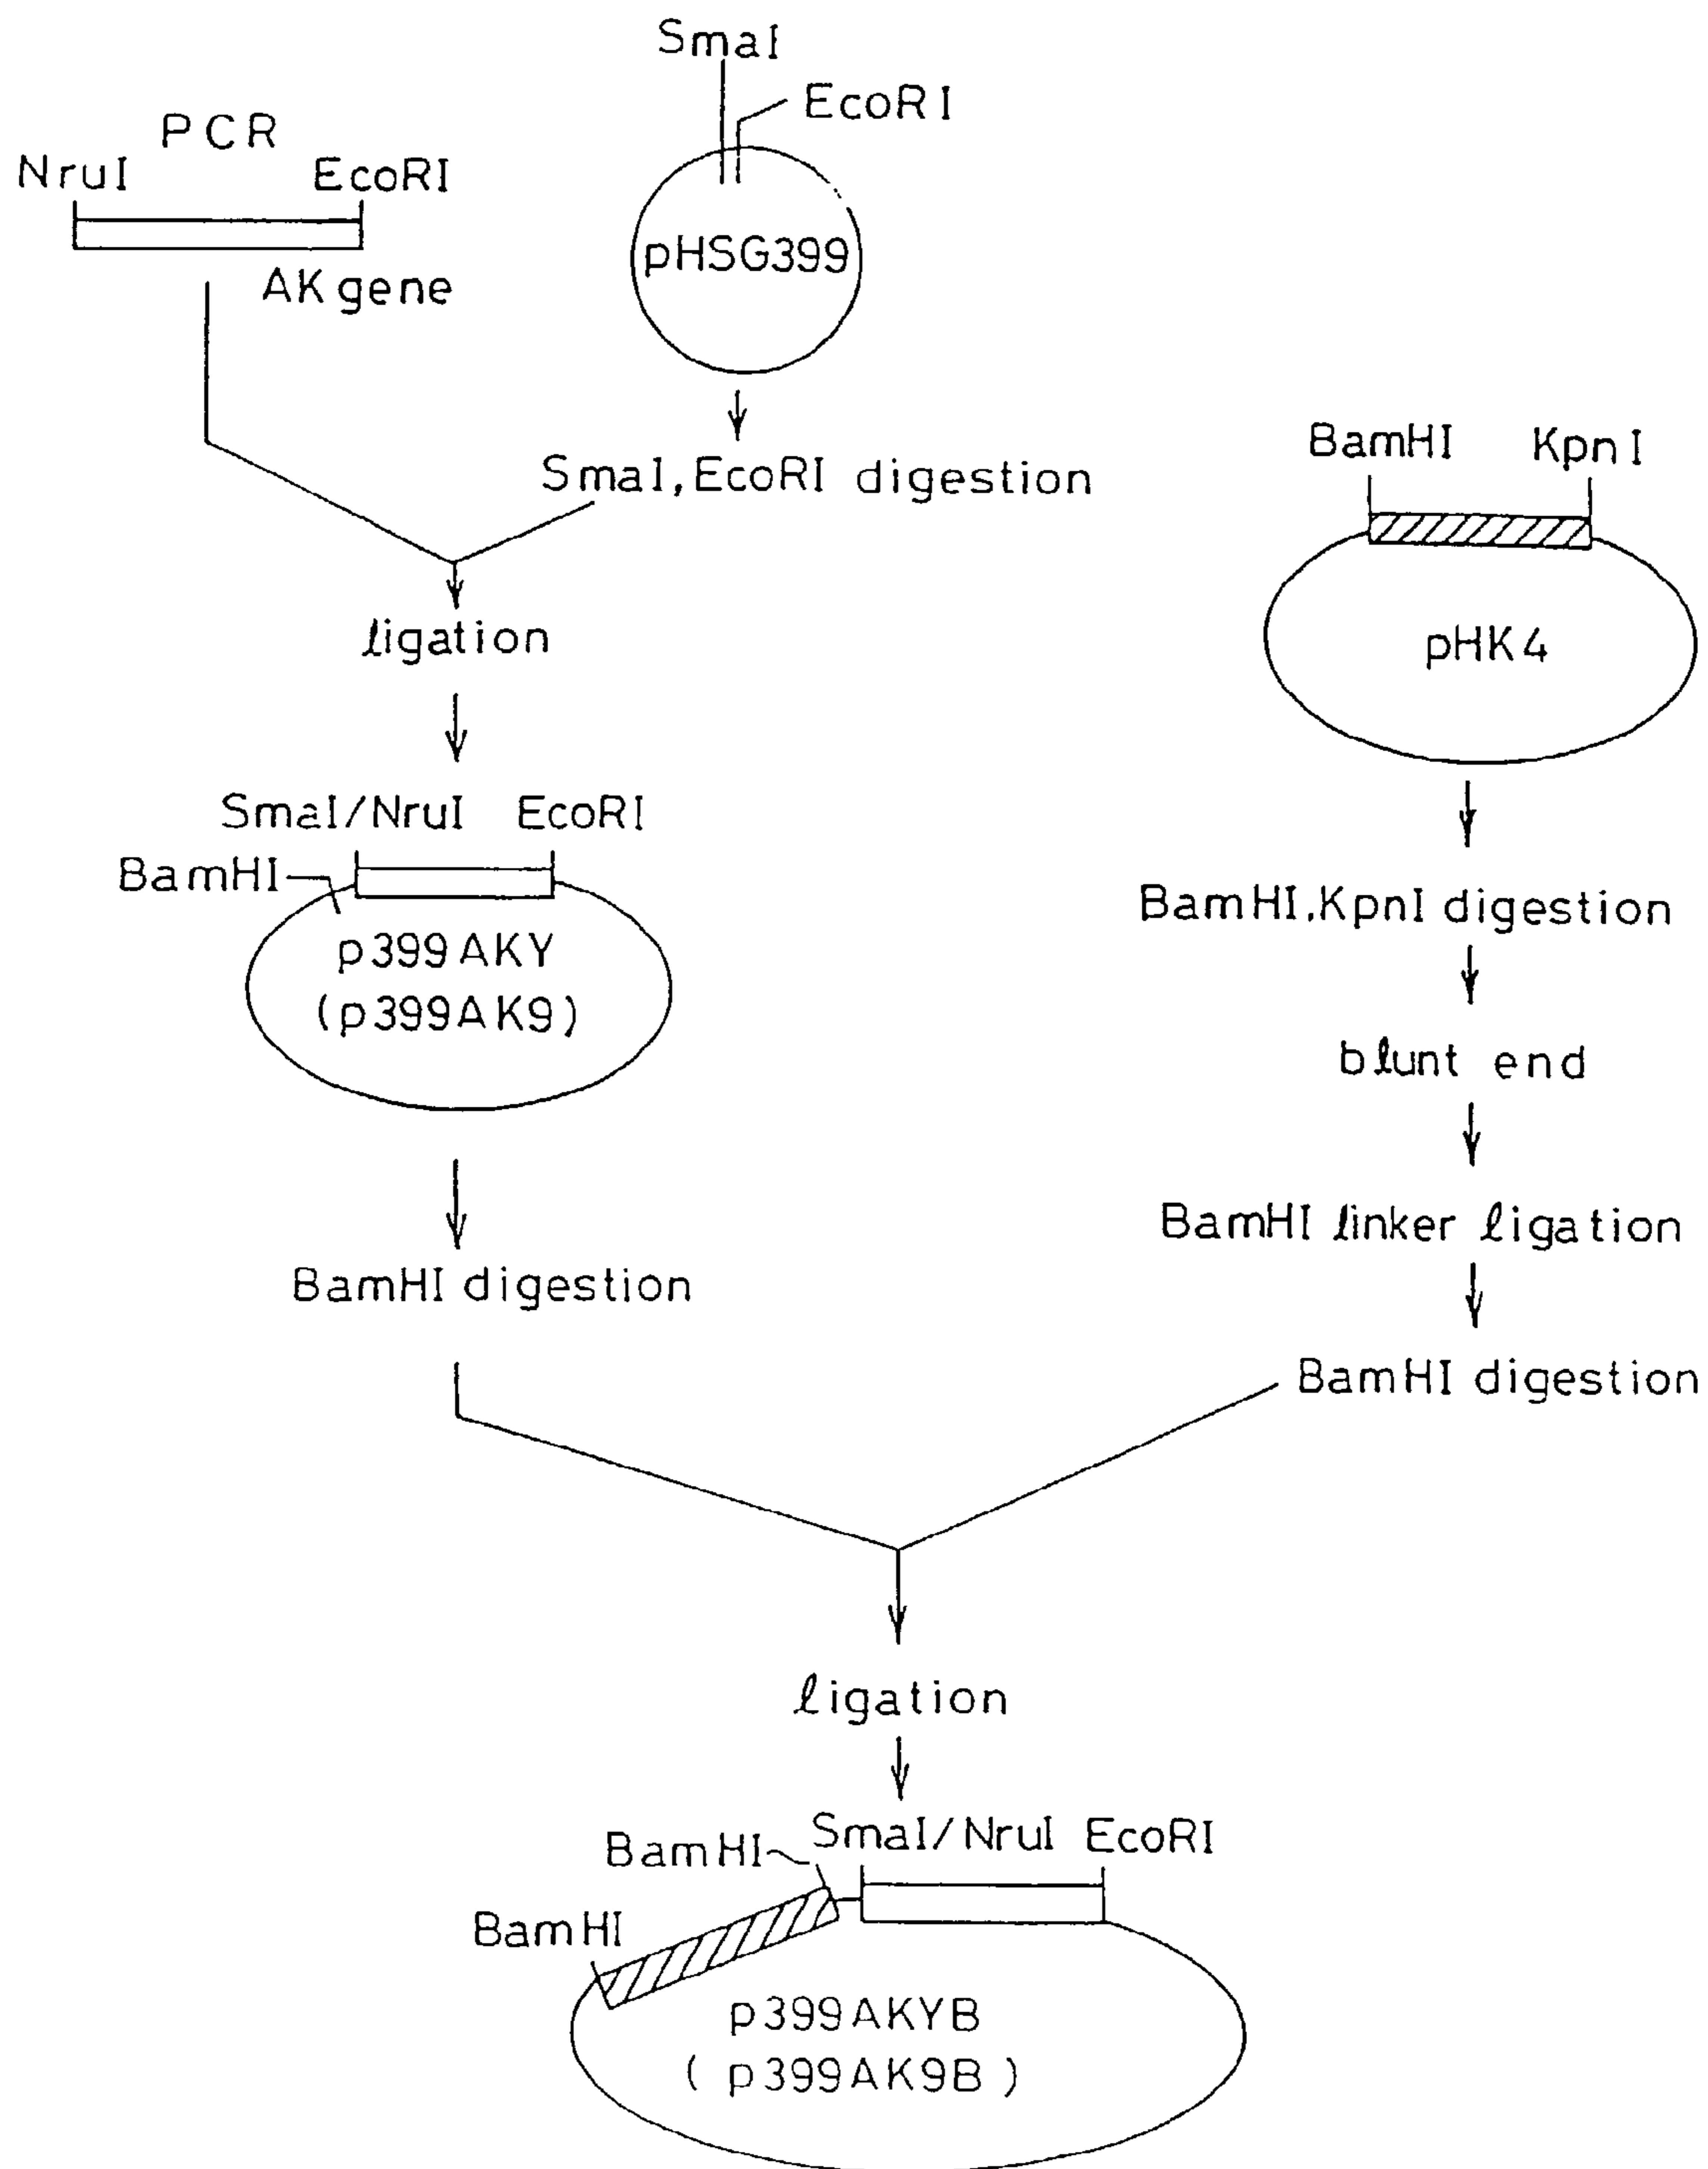 SmaI
EcoRI
PCR
NruI
EcoRI
AK gene
pHSG399
SmaI, EcoRI digestion
ligation
SmaI/NruI
EcoRI
BamHI
p399AKY
(p399AK9)
BamHI digestion
BamHI
KpnI
pHK4
BamHI, KpnI digestion
blunt end
BamHI linker ligation
BamHI digestion
ligation
BamHI
SmaI/NruI
EcoRI
BamHI
p399AKYB
( p399AK9B )